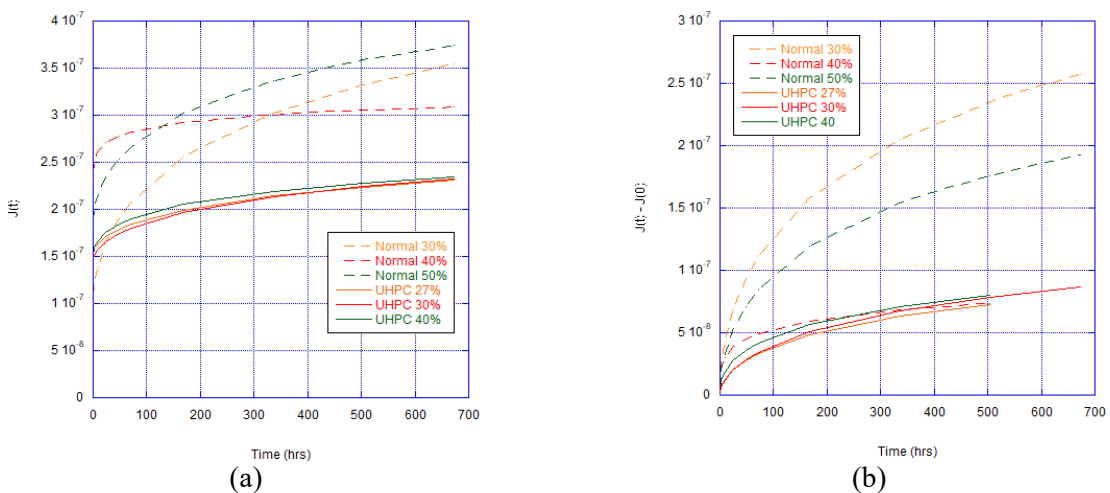 4 10⁻⁷
3.5 10⁻⁷
3 10⁻⁷
2.5 10⁻⁷
2 10⁻⁷
1.5 10⁻⁷
1 10⁻⁷
5 10⁻⁸
0
J(t)
Normal 30%
Normal 40%
Normal 50%
UHPC 27%
UHPC 30%
UHPC 40%
0 100 200 300 400 500 600 700
Time (hrs)
(a)
3 10⁻⁷
2.5 10⁻⁷
2 10⁻⁷
1.5 10⁻⁷
1 10⁻⁷
5 10⁻⁸
0
J(t) - J(0)
Normal 30%
Normal 40%
Normal 50%
UHPC 27%
UHPC 30%
UHPC 40
0 100 200 300 400 500 600 700
Time (hrs)
(b)